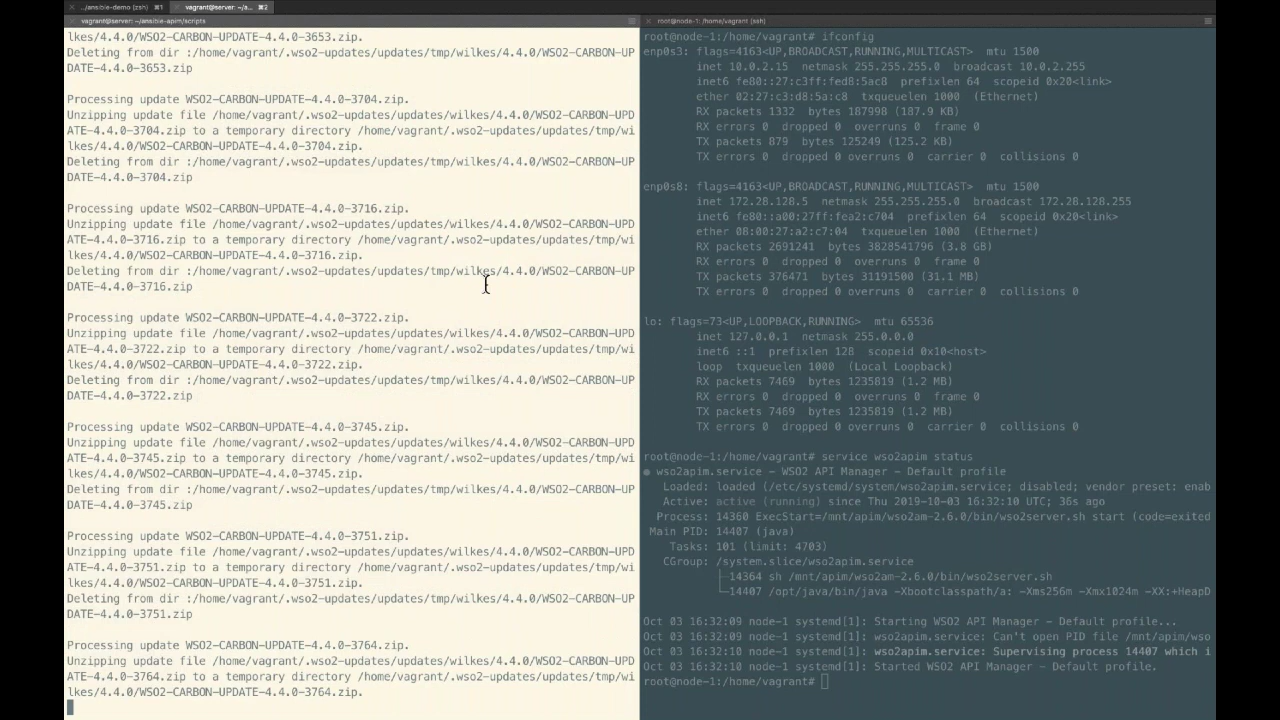 ../ansible-demo (zsh) ⌘1
vagrant@server: ~/a... ⌘2
vagrant@server: ~/ansible-apim/scripts
lkes/4.4.0/WSO2-CARBON-UPDATE-4.4.0-3653.zip.
Deleting from dir :/home/vagrant/.wso2-updates/updates/tmp/wilkes/4.4.0/WSO2-CARBON-UP
DATE-4.4.0-3653.zip
Processing update WSO2-CARBON-UPDATE-4.4.0-3704.zip.
Unzipping update file /home/vagrant/.wso2-updates/updates/wilkes/4.4.0/WSO2-CARBON-UPD
ATE-4.4.0-3704.zip to a temporary directory /home/vagrant/.wso2-updates/updates/tmp/wi
lkes/4.4.0/WSO2-CARBON-UPDATE-4.4.0-3704.zip.
Deleting from dir :/home/vagrant/.wso2-updates/updates/tmp/wilkes/4.4.0/WSO2-CARBON-UP
DATE-4.4.0-3704.zip
Processing update WSO2-CARBON-UPDATE-4.4.0-3716.zip.
Unzipping update file /home/vagrant/.wso2-updates/updates/wilkes/4.4.0/WSO2-CARBON-UPD
ATE-4.4.0-3716.zip to a temporary directory /home/vagrant/.wso2-updates/updates/tmp/wi
lkes/4.4.0/WSO2-CARBON-UPDATE-4.4.0-3716.zip.
Deleting from dir :/home/vagrant/.wso2-updates/updates/tmp/wilkes/4.4.0/WSO2-CARBON-UP
DATE-4.4.0-3716.zip
Processing update WSO2-CARBON-UPDATE-4.4.0-3722.zip.
Unzipping update file /home/vagrant/.wso2-updates/updates/wilkes/4.4.0/WSO2-CARBON-UPD
ATE-4.4.0-3722.zip to a temporary directory /home/vagrant/.wso2-updates/updates/tmp/wi
lkes/4.4.0/WSO2-CARBON-UPDATE-4.4.0-3722.zip.
Deleting from dir :/home/vagrant/.wso2-updates/updates/tmp/wilkes/4.4.0/WSO2-CARBON-UP
DATE-4.4.0-3722.zip
Processing update WSO2-CARBON-UPDATE-4.4.0-3745.zip.
Unzipping update file /home/vagrant/.wso2-updates/updates/wilkes/4.4.0/WSO2-CARBON-UPD
ATE-4.4.0-3745.zip to a temporary directory /home/vagrant/.wso2-updates/updates/tmp/wi
lkes/4.4.0/WSO2-CARBON-UPDATE-4.4.0-3745.zip.
Deleting from dir :/home/vagrant/.wso2-updates/updates/tmp/wilkes/4.4.0/WSO2-CARBON-UP
DATE-4.4.0-3745.zip
Processing update WSO2-CARBON-UPDATE-4.4.0-3751.zip.
Unzipping update file /home/vagrant/.wso2-updates/updates/wilkes/4.4.0/WSO2-CARBON-UPD
ATE-4.4.0-3751.zip to a temporary directory /home/vagrant/.wso2-updates/updates/tmp/wi
lkes/4.4.0/WSO2-CARBON-UPDATE-4.4.0-3751.zip.
Deleting from dir :/home/vagrant/.wso2-updates/updates/tmp/wilkes/4.4.0/WSO2-CARBON-UP
DATE-4.4.0-3751.zip
Processing update WSO2-CARBON-UPDATE-4.4.0-3764.zip.
Unzipping update file /home/vagrant/.wso2-updates/updates/wilkes/4.4.0/WSO2-CARBON-UPD
ATE-4.4.0-3764.zip to a temporary directory /home/vagrant/.wso2-updates/updates/tmp/wi
lkes/4.4.0/WSO2-CARBON-UPDATE-4.4.0-3764.zip.
root@node-1: /home/vagrant (ssh)
root@node-1:/home/vagrant# ifconfig
enp0s3: flags=4163<UP,BROADCAST,RUNNING,MULTICAST> mtu 1500
inet 10.0.2.15 netmask 255.255.255.0 broadcast 10.0.2.255
inet6 fe80::27:c3ff:fed8:5ac8 prefixlen 64 scopeid 0x20<link>
ether 02:27:c3:d8:5a:c8 txqueuelen 1000 (Ethernet)
RX packets 1332 bytes 187998 (187.9 KB)
RX errors 0 dropped 0 overruns 0 frame 0
TX packets 879 bytes 125249 (125.2 KB)
TX errors 0 dropped 0 overruns 0 carrier 0 collisions 0
enp0s8: flags=4163<UP,BROADCAST,RUNNING,MULTICAST> mtu 1500
inet 172.28.128.5 netmask 255.255.255.0 broadcast 172.28.128.255
inet6 fe80::a00:27ff:fea2:c704 prefixlen 64 scopeid 0x20<link>
ether 08:00:27:a2:c7:04 txqueuelen 1000 (Ethernet)
RX packets 2691241 bytes 3828541796 (3.8 GB)
RX errors 0 dropped 0 overruns 0 frame 0
TX packets 376471 bytes 31191500 (31.1 MB)
TX errors 0 dropped 0 overruns 0 carrier 0 collisions 0
lo: flags=73<UP,LOOPBACK,RUNNING> mtu 65536
inet 127.0.0.1 netmask 255.0.0.0
inet6 ::1 prefixlen 128 scopeid 0x10<host>
loop txqueuelen 1000 (Local Loopback)
RX packets 7469 bytes 1235819 (1.2 MB)
RX errors 0 dropped 0 overruns 0 frame 0
TX packets 7469 bytes 1235819 (1.2 MB)
TX errors 0 dropped 0 overruns 0 carrier 0 collisions 0
root@node-1:/home/vagrant# service wso2apim status
● wso2apim.service - WSO2 API Manager - Default profile
Loaded: loaded (/etc/systemd/system/wso2apim.service; disabled; vendor preset: enab
Active: active (running) since Thu 2019-10-03 16:32:10 UTC; 36s ago
Process: 14360 ExecStart=/mnt/apim/wso2am-2.6.0/bin/wso2server.sh start (code=exited
Main PID: 14407 (java)
Tasks: 101 (limit: 4703)
CGroup: /system.slice/wso2apim.service
├─14364 sh /mnt/apim/wso2am-2.6.0/bin/wso2server.sh
└─14407 /opt/java/bin/java -Xbootclasspath/a: -Xms256m -Xmx1024m -XX:+HeapD
Oct 03 16:32:09 node-1 systemd[1]: Starting WSO2 API Manager - Default profile...
Oct 03 16:32:10 node-1 systemd[1]: wso2apim.service: Can't open PID file /mnt/apim/wso
Oct 03 16:32:10 node-1 systemd[1]: wso2apim.service: Supervising process 14407 which i
Oct 03 16:32:10 node-1 systemd[1]: Started WSO2 API Manager - Default profile.
root@node-1:/home/vagrant#